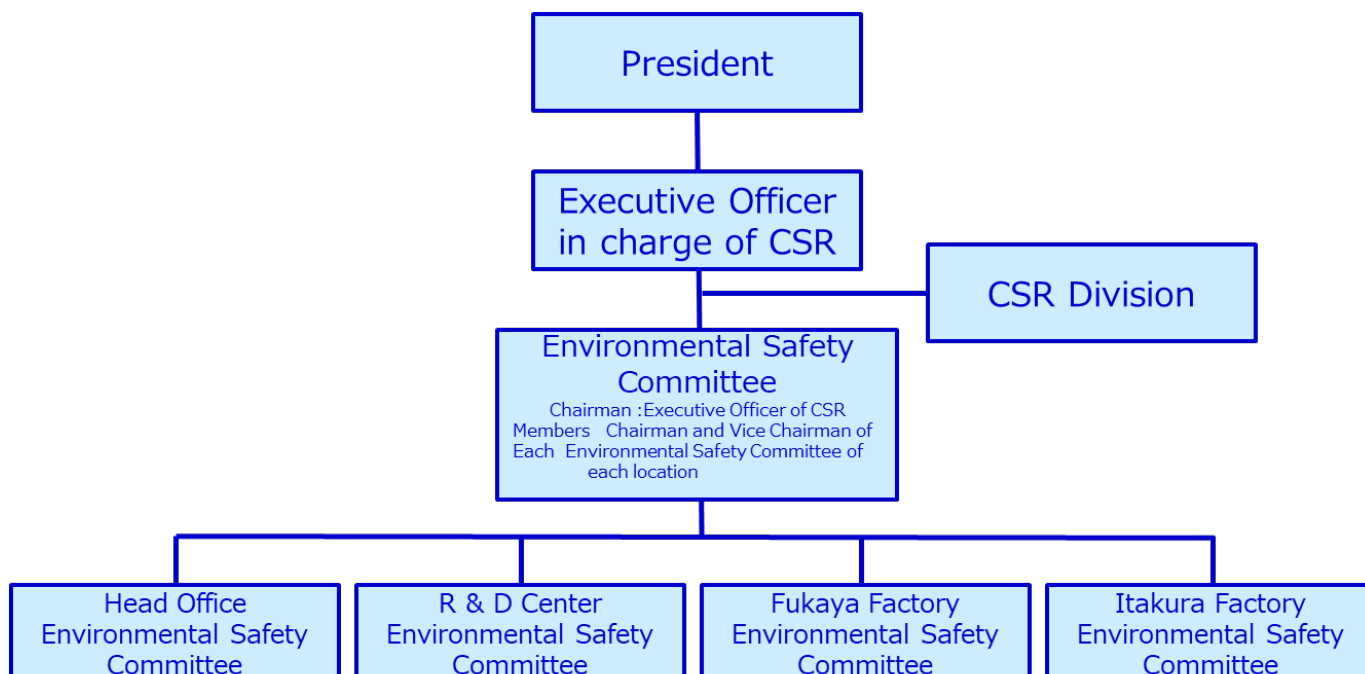 President
Executive Officer
in charge of CSR
CSR Division
Environmental Safety
Committee
Chairman :Executive Officer of CSR
Members Chairman and Vice Chairman of
Each Environmental Safety Committee of
each location
Head Office
Environmental Safety
Committee
R & D Center
Environmental Safety
Committee
Fukaya Factory
Environmental Safety
Committee
Itakura Factory
Environmental Safety
Committee